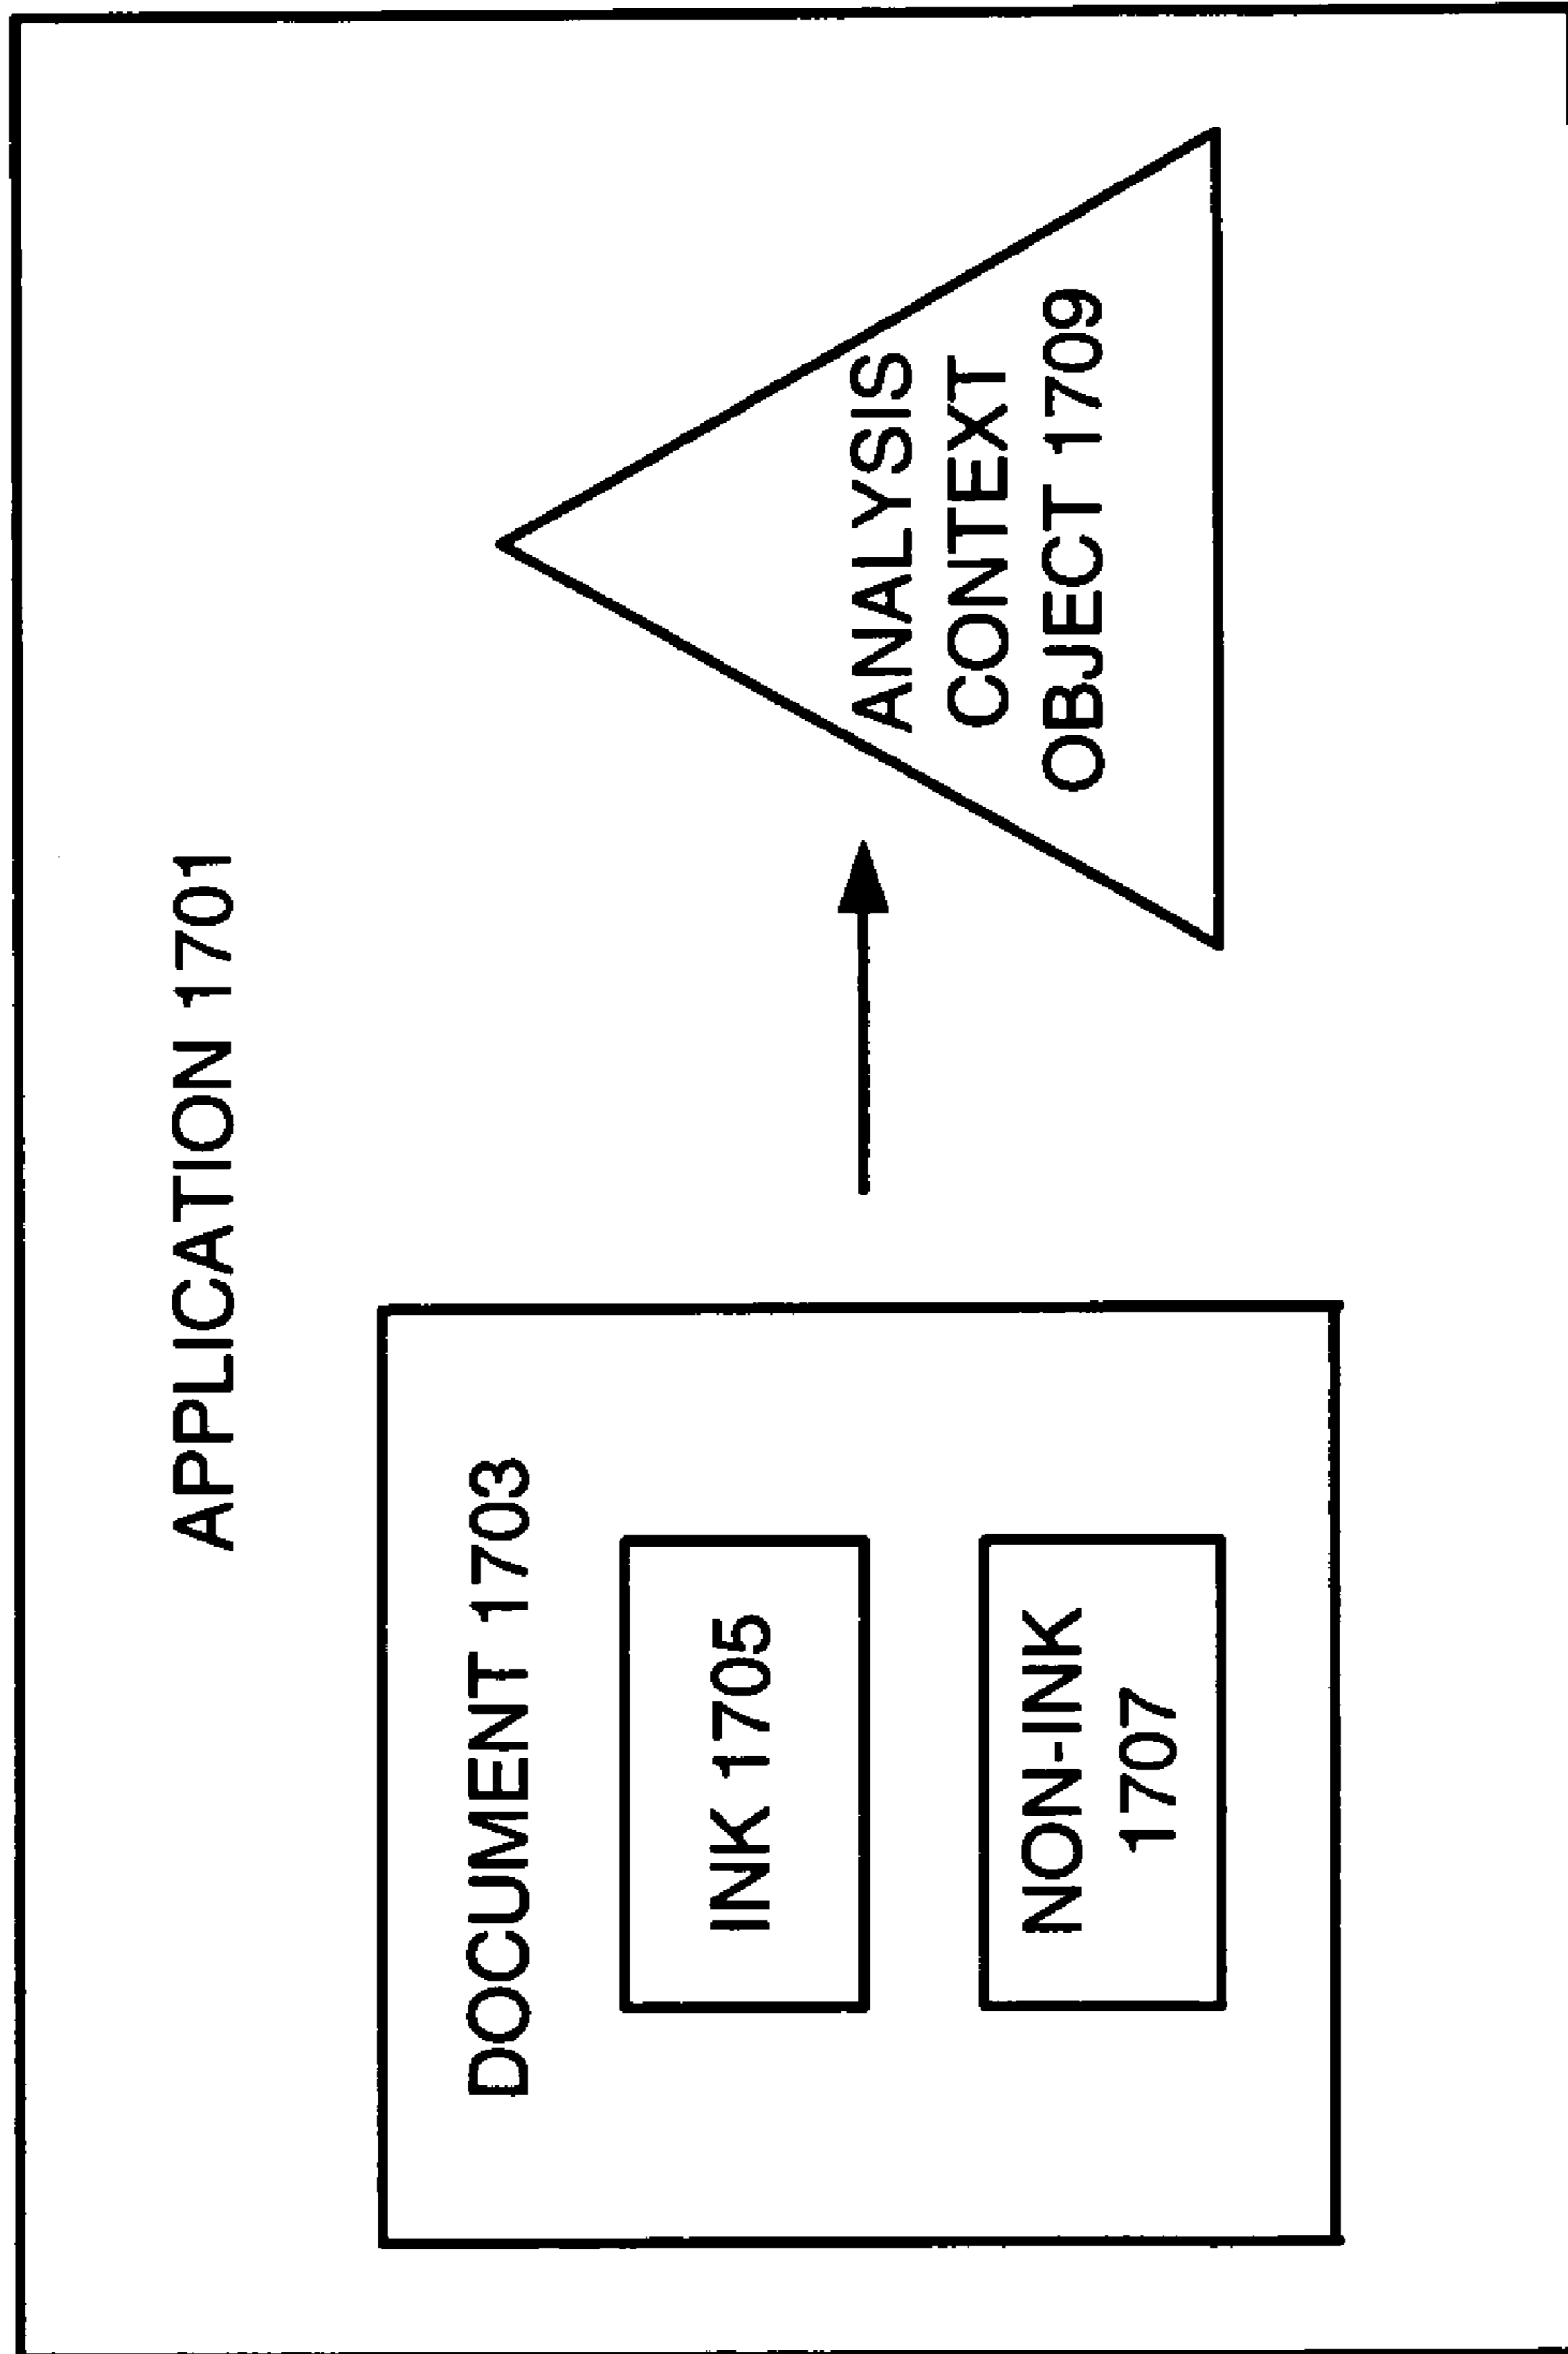 APPLICATION 1701
DOCUMENT 1703
INK 1705
NON-INK
1707
ANALYSIS
CONTEXT
OBJECT 1709